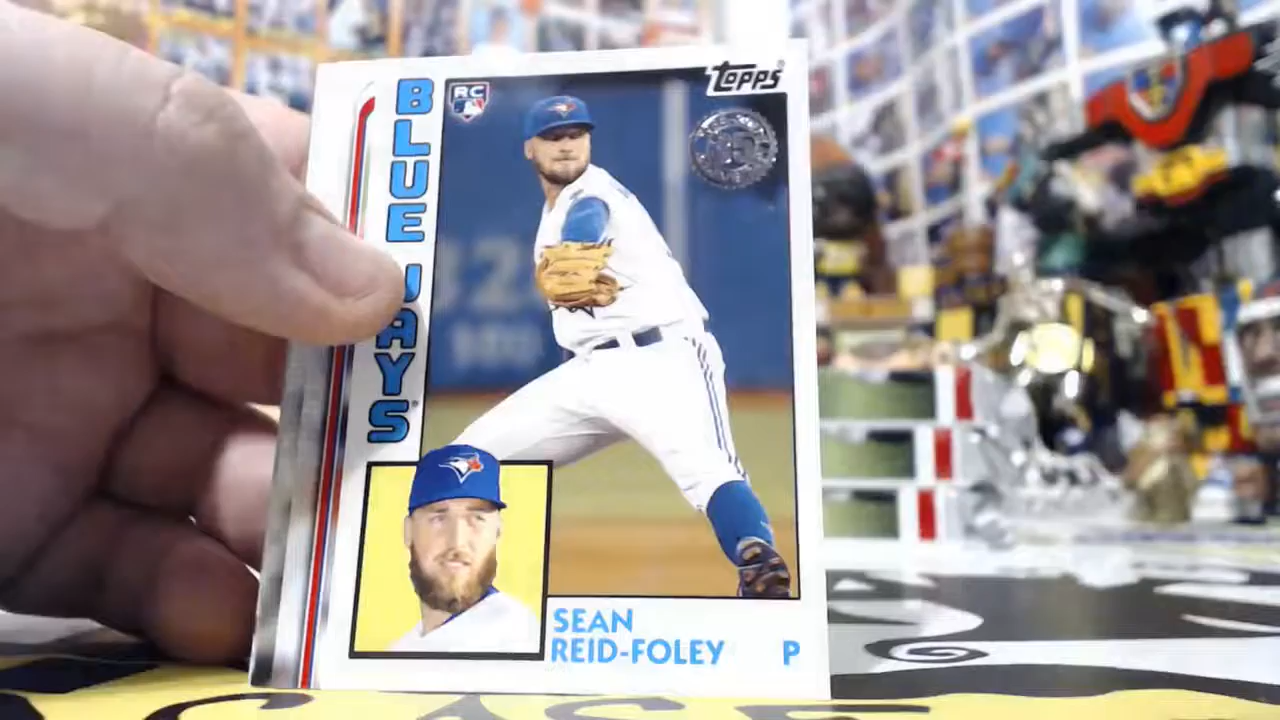 TOPPS
RC
BLUE JAYS
SEAN
REID-FOLEY P